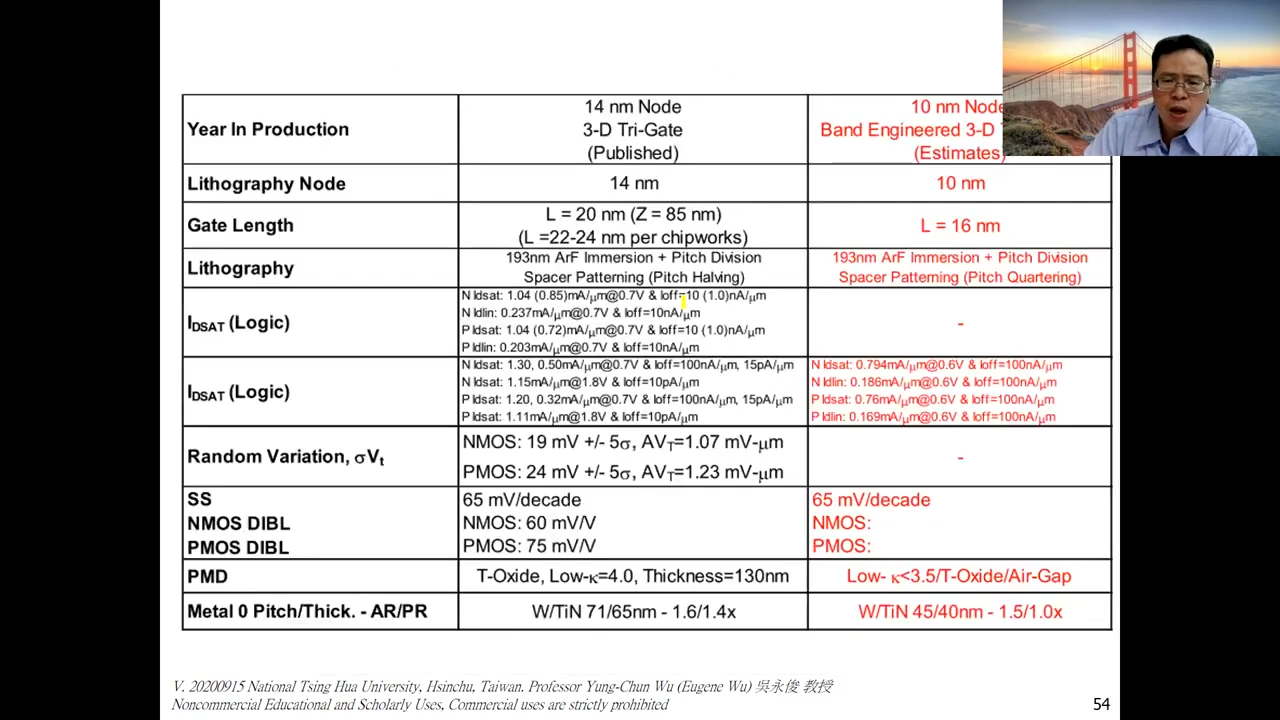 Year In Production
14 nm Node
3-D Tri-Gate
(Published)
10 nm Node
Band Engineered 3-D
(Estimates)
Lithography Node
14 nm
10 nm
Gate Length
L = 20 nm (Z = 85 nm)
(L =22-24 nm per chipworks)
L = 16 nm
Lithography
193nm ArF Immersion + Pitch Division
Spacer Patterning (Pitch Halving)
193nm ArF Immersion + Pitch Division
Spacer Patterning (Pitch Quartering)
IDSAT (Logic)
N Idsat: 1.04 (0.85)mA/μm@0.7V & Ioff=10 (1.0)nA/μm
N Idlin: 0.237mA/μm@0.7V & Ioff=10nA/μm
P Idsat: 1.04 (0.72)mA/μm@0.7V & Ioff=10 (1.0)nA/μm
P Idlin: 0.203mA/μm@0.7V & Ioff=10nA/μm
-
IDSAT (Logic)
N Idsat: 1.30, 0.50mA/μm@0.7V & Ioff=100nA/μm, 15pA/μm
N Idsat: 1.15mA/μm@1.8V & Ioff=10pA/μm
P Idsat: 1.20, 0.32mA/μm@0.7V & Ioff=100nA/μm, 15pA/μm
P Idsat: 1.11mA/μm@1.8V & Ioff=10pA/μm
N Idsat: 0.794mA/μm@0.6V & Ioff=100nA/μm
N Idlin: 0.186mA/μm@0.6V & Ioff=100nA/μm
P Idsat: 0.76mA/μm@0.6V & Ioff=100nA/μm
P Idlin: 0.169mA/μm@0.6V & Ioff=100nA/μm
Random Variation, σVt
NMOS: 19 mV +/- 5σ, AVT=1.07 mV-μm
PMOS: 24 mV +/- 5σ, AVT=1.23 mV-μm
-
SS
NMOS DIBL
PMOS DIBL
65 mV/decade
NMOS: 60 mV/V
PMOS: 75 mV/V
65 mV/decade
NMOS:
PMOS:
PMD
T-Oxide, Low-κ=4.0, Thickness=130nm
Low- κ<3.5/T-Oxide/Air-Gap
Metal 0 Pitch/Thick. - AR/PR
W/TiN 71/65nm - 1.6/1.4x
W/TiN 45/40nm - 1.5/1.0x
V. 20200915 National Tsing Hua University, Hsinchu, Taiwan. Professor Yung-Chun Wu (Eugene Wu) 吳永俊 教授
Noncommercial Educational and Scholarly Uses, Commercial uses are strictly prohibited
54